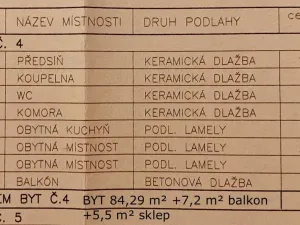 NÁZEV MÍSTNOSTI DRUH PODLAHY
Č. 4
PŘEDSÍŇ KERAMICKÁ DLAŽBA
KOUPELNA KERAMICKÁ DLAŽBA
WC KERAMICKÁ DLAŽBA
KOMORA KERAMICKÁ DLAŽBA
OBYTNÁ KUCHYŇ PODL. LAMELY
OBYTNÁ MÍSTNOST PODL. LAMELY
OBYTNÁ MÍSTNOST PODL. LAMELY
BALKÓN BETONOVÁ DLAŽBA
EM BYT Č.4 BYT 84,29 m² +7,2 m² balkon
Č. 5 +5,5 m² sklep